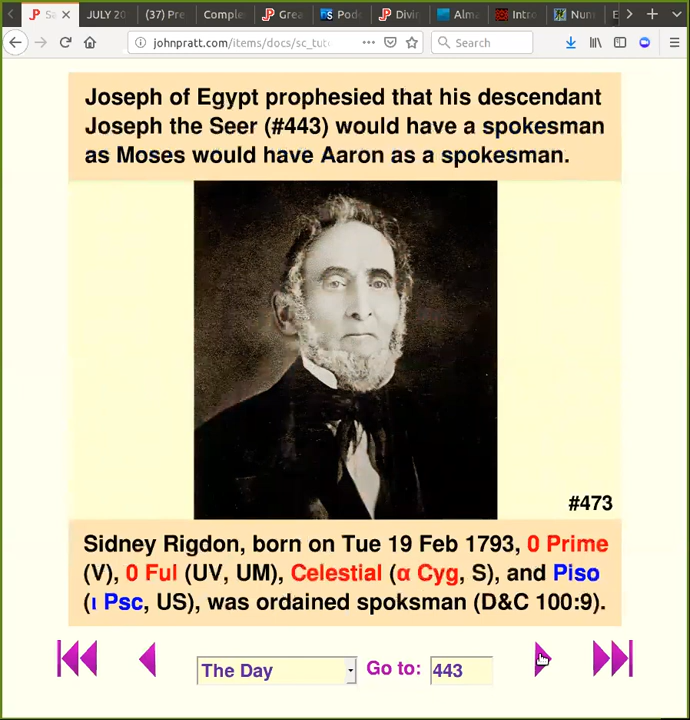 S
JULY 20
(37) Pre
Comple
Grea
Pode
Divi
Alma
Intro
Nun
E
johnpratt.com/items/docs/sc_tut
Search
Joseph of Egypt prophesied that his descendant
Joseph the Seer (#443) would have a spokesman
as Moses would have Aaron as a spokesman.
#473
Sidney Rigdon, born on Tue 19 Feb 1793, 0 Prime
(V), 0 Ful (UV, UM), Celestial (α Cyg, S), and Piso
(ι Psc, US), was ordained spoksman (D&C 100:9).
The Day Go to: 443